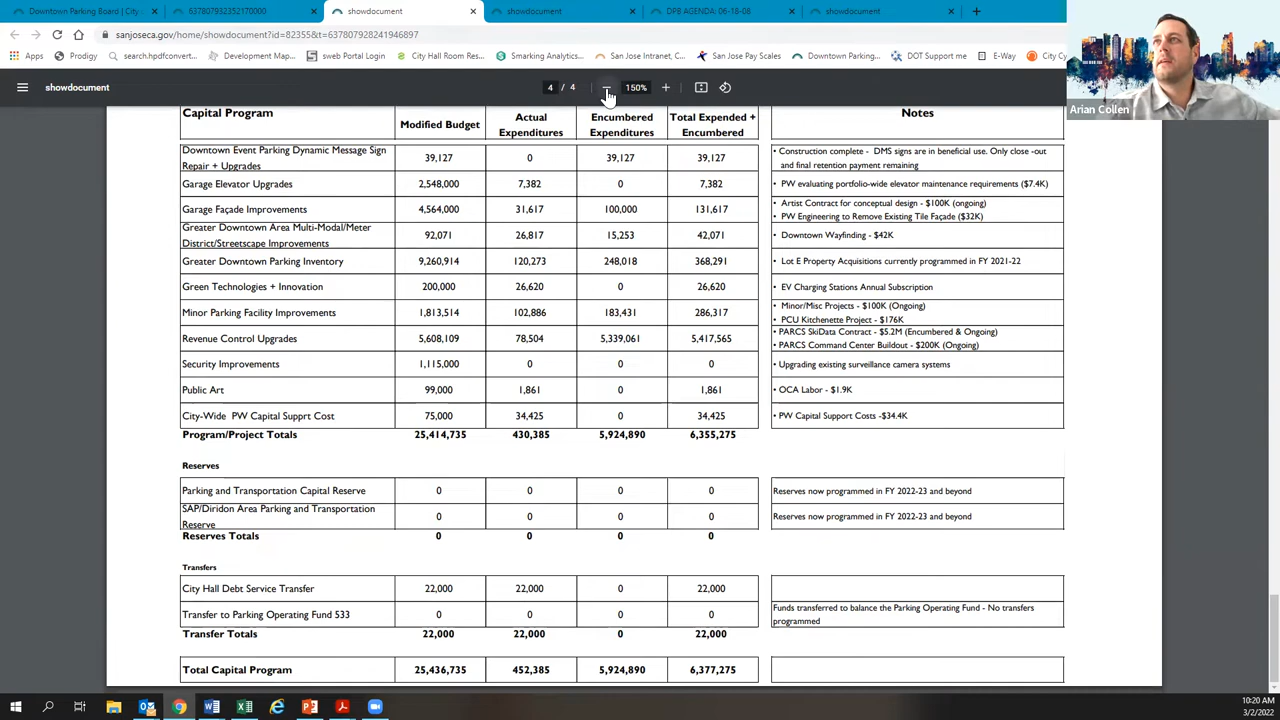 Downtown Parking Board | City
637807932352170000
showdocument
showdocument
DPB AGENDA: 06-18-08
showdocument
sanjoseca.gov/home/showdocument?id=82355&t=637807928241946897
Apps
Prodigy
search.hpdfconvert...
Development Map...
sweb Portal Login
City Hall Room Res...
Smarking Analytics...
San Jose Intranet, C...
San Jose Pay Scales
Downtown Parking...
DOT Support me
E-Way
City Cy
showdocument
4 / 4
150%
Arian Collen
Capital Program
Modified Budget
Actual Expenditures
Encumbered Expenditures
Total Expended + Encumbered
Notes
Downtown Event Parking Dynamic Message Sign
Repair + Upgrades
39,127 0 39,127 39,127
• Construction complete - DMS signs are in beneficial use. Only close -out
and final retention payment remaining
Garage Elevator Upgrades 2,548,000 7,382 0 7,382 • PW evaluating portfolio-wide elevator maintenance requirements ($7.4K)
Garage Façade Improvements 4,564,000 31,617 100,000 131,617
• Artist Contract for conceptual design - $100K (ongoing)
• PW Engineering to Remove Existing Tile Façade ($32K)
Greater Downtown Area Multi-Modal/Meter
District/Streetscape Improvements
92,071 26,817 15,253 42,071 • Downtown Wayfinding - $42K
Greater Downtown Parking Inventory 9,260,914 120,273 248,018 368,291 • Lot E Property Acquisitions currently programmed in FY 2021-22
Green Technologies + Innovation 200,000 26,620 0 26,620 • EV Charging Stations Annual Subscription
Minor Parking Facility Improvements 1,813,514 102,886 183,431 286,317
• Minor/Misc Projects - $100K (Ongoing)
• PCU Kitchenette Project - $176K
Revenue Control Upgrades 5,608,109 78,504 5,339,061 5,417,565
• PARCS SkiData Contract - $5.2M (Encumbered & Ongoing)
• PARCS Command Center Buildout - $200K (Ongoing)
Security Improvements 1,115,000 0 0 0 • Upgrading existing surveillance camera systems
Public Art 99,000 1,861 0 1,861 • OCA Labor - $1.9K
City-Wide PW Capital Supprt Cost 75,000 34,425 0 34,425 • PW Capital Support Costs -$34.4K
Program/Project Totals 25,414,735 430,385 5,924,890 6,355,275
Reserves
Parking and Transportation Capital Reserve 0 0 0 0 Reserves now programmed in FY 2022-23 and beyond
SAP/Diridon Area Parking and Transportation
Reserve
0 0 0 0 Reserves now programmed in FY 2022-23 and beyond
Reserves Totals 0 0 0 0
Transfers
City Hall Debt Service Transfer 22,000 22,000 0 22,000
Transfer to Parking Operating Fund 533 0 0 0 0
Funds transferred to balance the Parking Operating Fund - No transfers
programmed
Transfer Totals 22,000 22,000 0 22,000
Total Capital Program 25,436,735 452,385 5,924,890 6,377,275
10:20 AM
3/2/2022